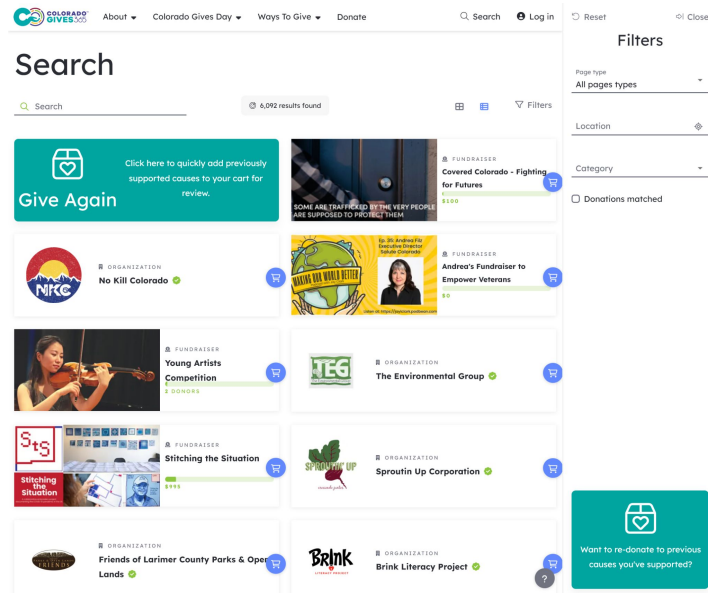 COLORADO
GIVES365
About
Colorado Gives Day
Ways To Give
Donate
Search
Log in
Reset
Close
Filters
Search
Page type
All pages types
Search
6,092 results found
Filters
Location
Category
Donations matched
Give Again
Click here to quickly add previously
supported causes to your cart for
review.
SOME ARE TRAFFICKED BY THE VERY PEOPLE
ARE SUPPOSED TO PROTECT THEM
FUNDRAISER
Covered Colorado - Fighting
for Futures
$100
NKC
ORGANIZATION
No Kill Colorado
MAKING OUR WORLD BETTER
Ep. 35: Andrea Fili
Executive Director
Salute Colorado
FUNDRAISER
Andrea's Fundraiser to
Empower Veterans
$0
FUNDRAISER
Young Artists
Competition
2 DONORS
TEG
ORGANIZATION
The Environmental Group
StS
Stitching
the
Situation
FUNDRAISER
Stitching the Situation
$995
SPROUTIN' UP
ORGANIZATION
Sproutin Up Corporation
FRIENDS
ORGANIZATION
Friends of Larimer County Parks & Open
Lands
Brink
LITERACY PROJECT
ORGANIZATION
Brink Literacy Project
?
Want to re-donate to previous
causes you've supported?